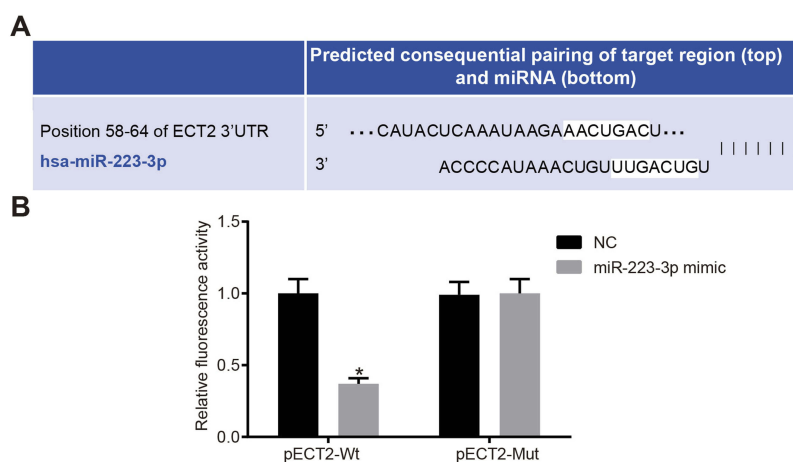 A
Predicted consequential pairing of target region (top)
and miRNA (bottom)
Position 58-64 of ECT2 3'UTR
5' ...CAUACUCAAAUAAGAAACUGACU...
hsa-miR-223-3p
3' ACCCCAUAAACUGUUUGACUGU
B
Relative fluorescence activity
1.5
1.0
0.5
0.0
NC
miR-223-3p mimic
*
pECT2-Wt
pECT2-Mut